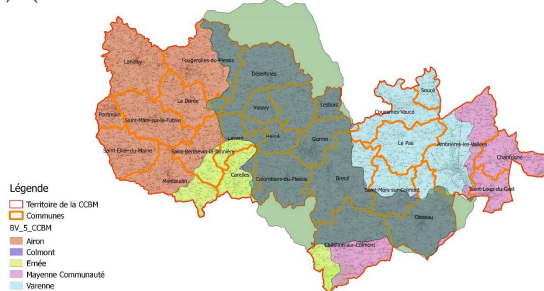 Landivy
Fougerolles-du-Plessis
Désertines
La Dorée
Vieuvy
Lesbois
Soucé
Couesmes-Vaucé
Pontmain
Saint-Mars-sur-la-Futaie
Levaré
Hercé
Gorron
Le Pas
Ambrières-les-Vallées
Saint-Ellier-du-Maine
Saint-Berthevin-la-Tannière
Chantrigné
Montaudin
Carelles
Colombiers-du-Plessis
Brecé
Saint-Mars-sur-Colmont
Saint-Loup-du-Gast
Oisseau
Châtillon-sur-Colmont
Légende
Territoire de la CCBM
Communes
BV_5_CCBM
Airon
Colmont
Ernée
Mayenne Communauté
Varenne